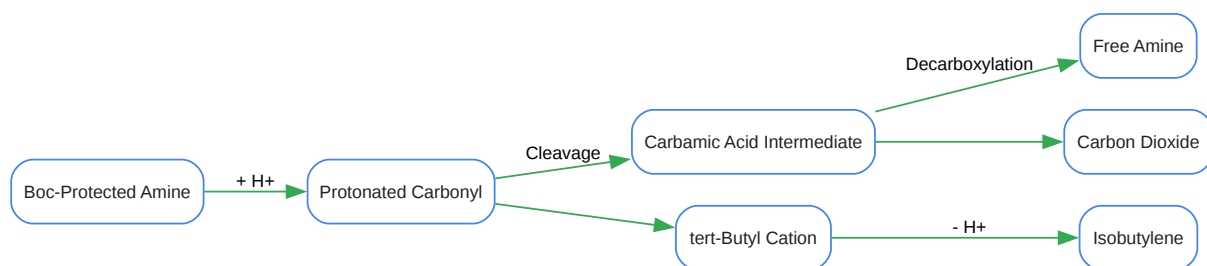 Boc-Protected Amine
+ H+
Protonated Carbonyl
Cleavage
Carbamic Acid Intermediate
Decarboxylation
Free Amine
Carbon Dioxide
tert-Butyl Cation
- H+
Isobutylene